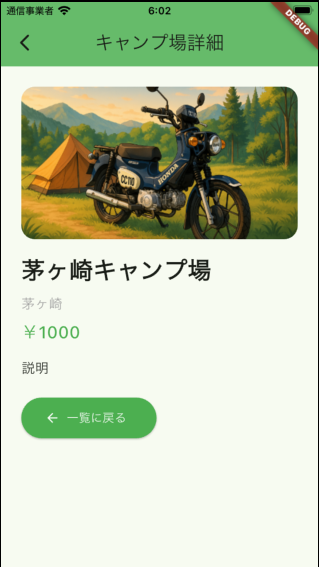 通信事業者 6:02
DEBUG
キャンプ場詳細
CC110
HONDA
茅ヶ崎キャンプ場
茅ヶ崎
￥1000
説明
← 一覧に戻る